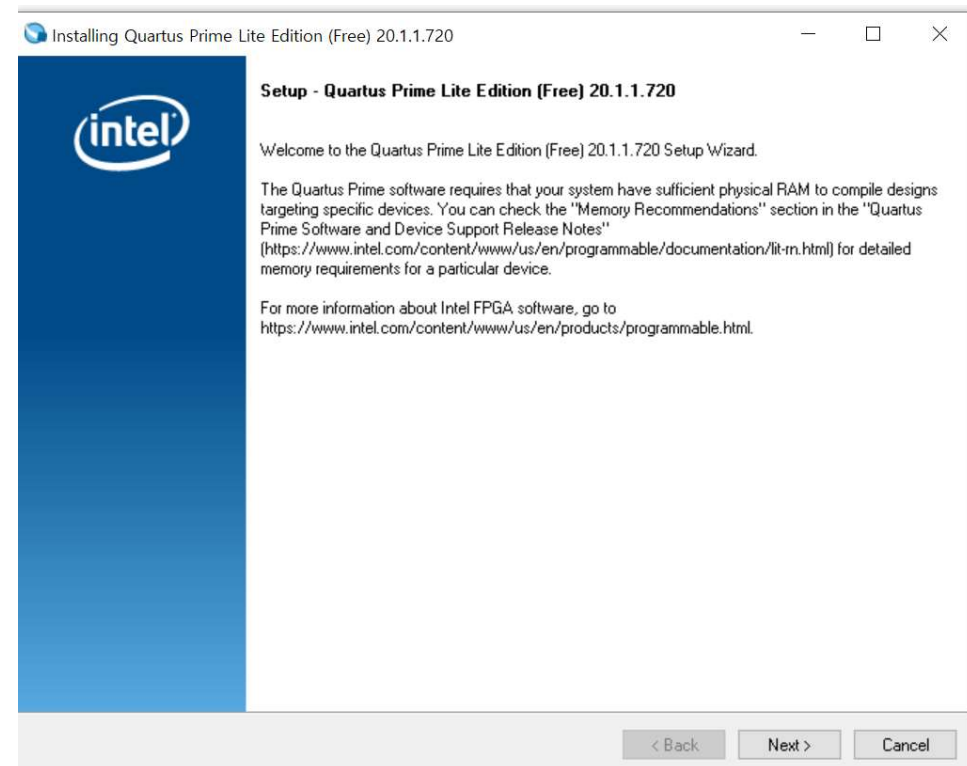 Installing Quartus Prime Lite Edition (Free) 20.1.1.720
intel
Setup - Quartus Prime Lite Edition (Free) 20.1.1.720
Welcome to the Quartus Prime Lite Edition (Free) 20.1.1.720 Setup Wizard.
The Quartus Prime software requires that your system have sufficient physical RAM to compile designs
targeting specific devices. You can check the "Memory Recommendations" section in the "Quartus
Prime Software and Device Support Release Notes"
(https://www.intel.com/content/www/us/en/programmable/documentation/lit-rn.html) for detailed
memory requirements for a particular device.
For more information about Intel FPGA software, go to
https://www.intel.com/content/www/us/en/products/programmable.html.
< Back
Next >
Cancel